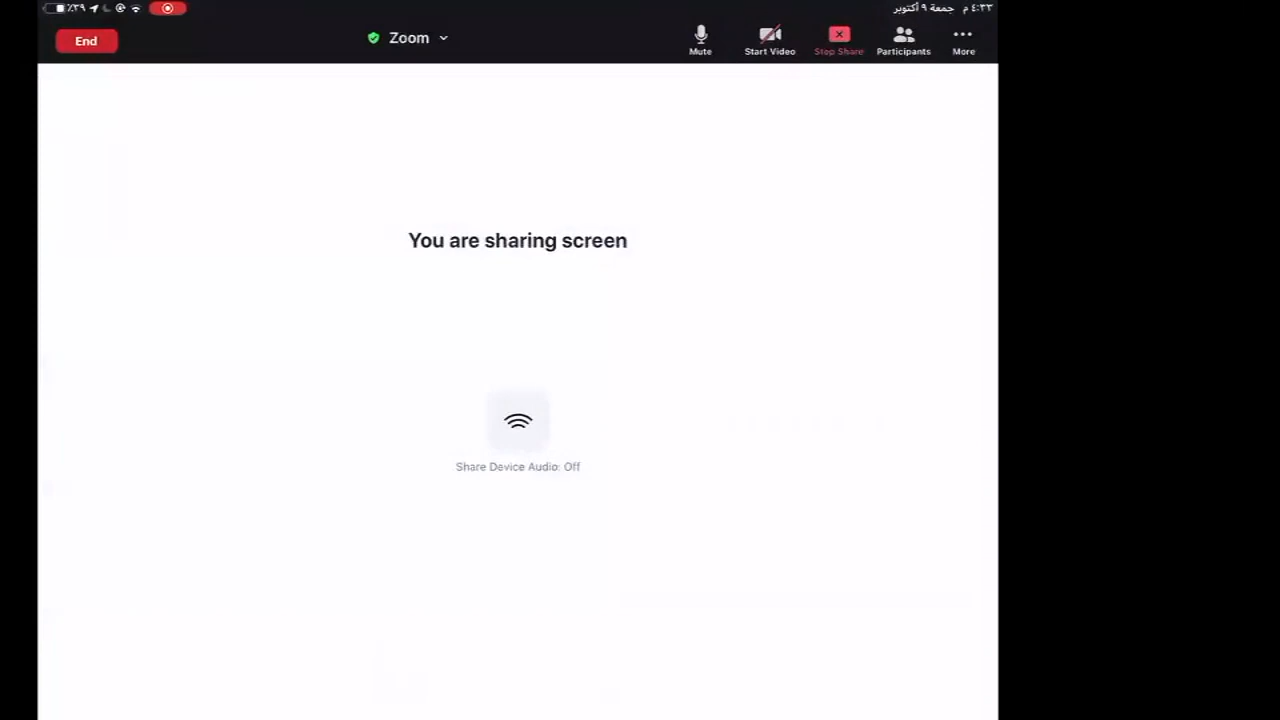 ٤:٣٣ م جمعة ٩ أكتوبر
٪٣٩
End
Zoom
Mute
Start Video
Stop Share
Participants
More
You are sharing screen
Share Device Audio: Off